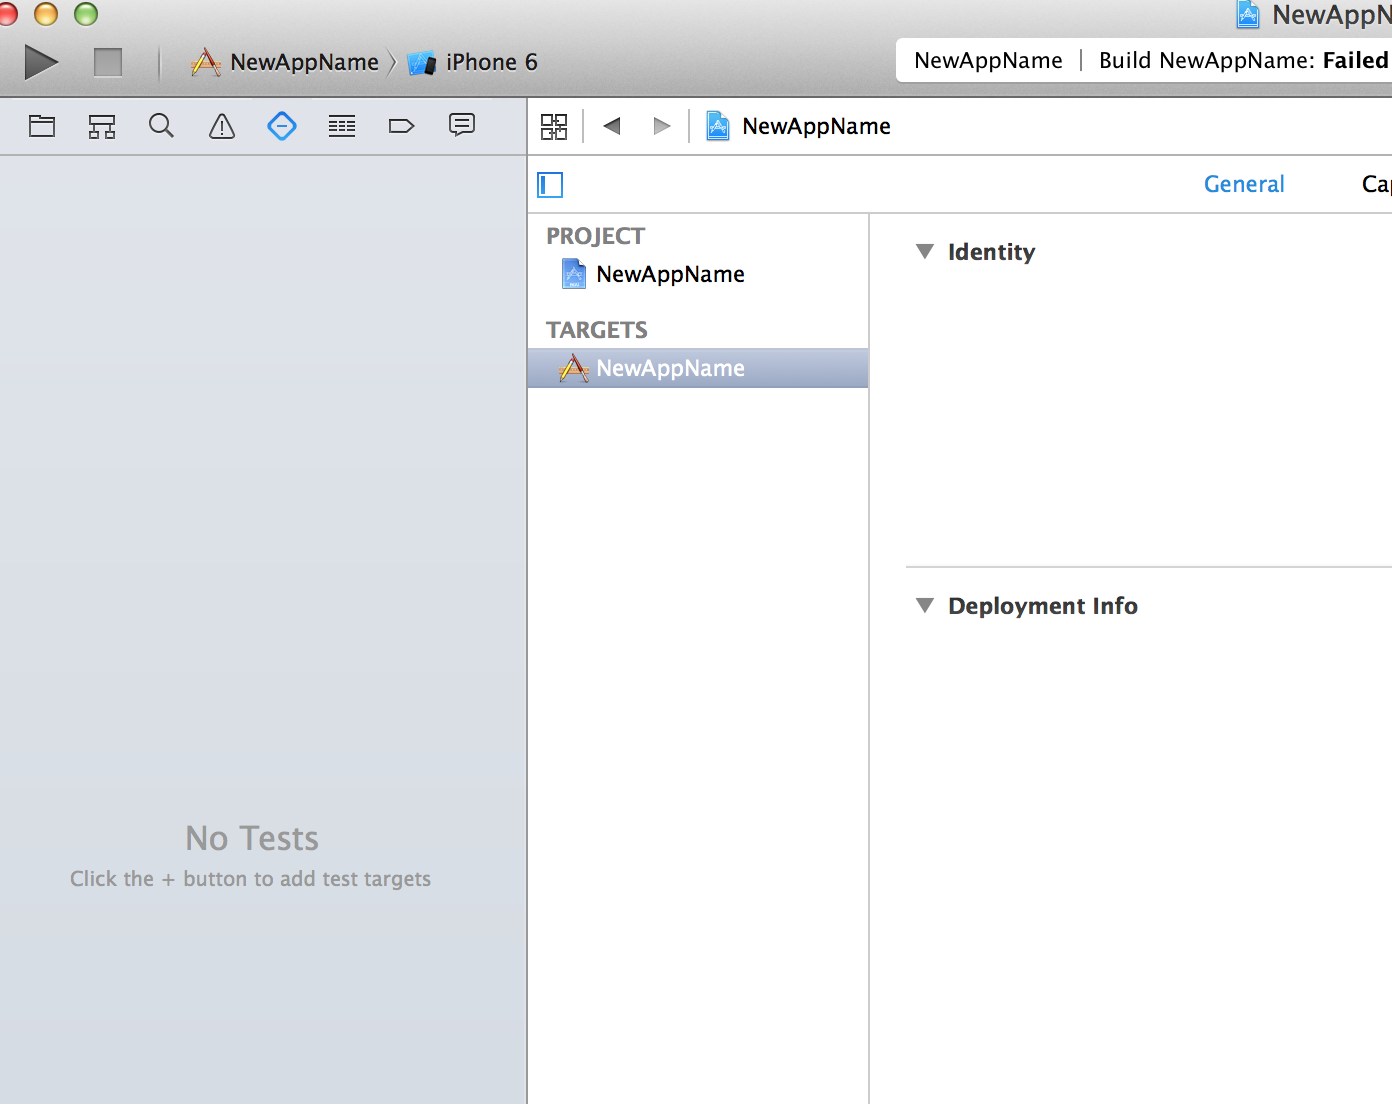 NewAppN
NewAppName
iPhone 6
NewAppName | Build NewAppName: Failed
NewAppName
General
Cap
PROJECT
NewAppName
TARGETS
NewAppName
Identity
Deployment Info
No Tests
Click the + button to add test targets